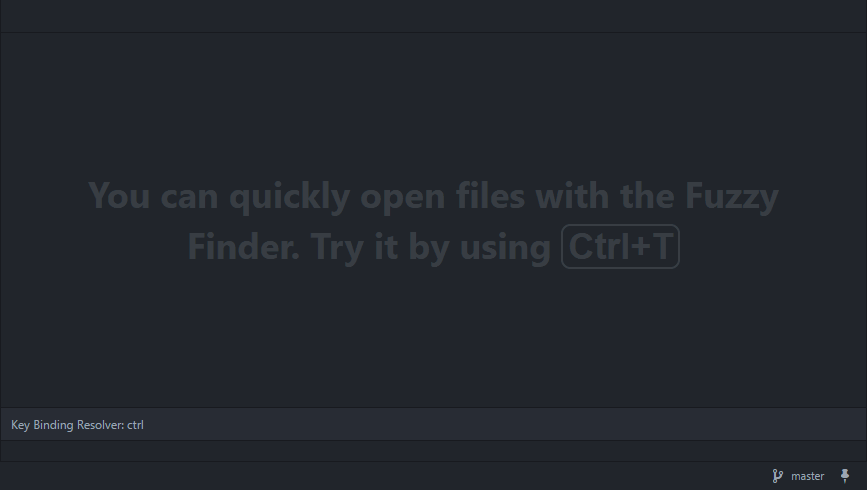 You can quickly open files with the Fuzzy
Finder. Try it by using Ctrl+T
Key Binding Resolver: ctrl
master